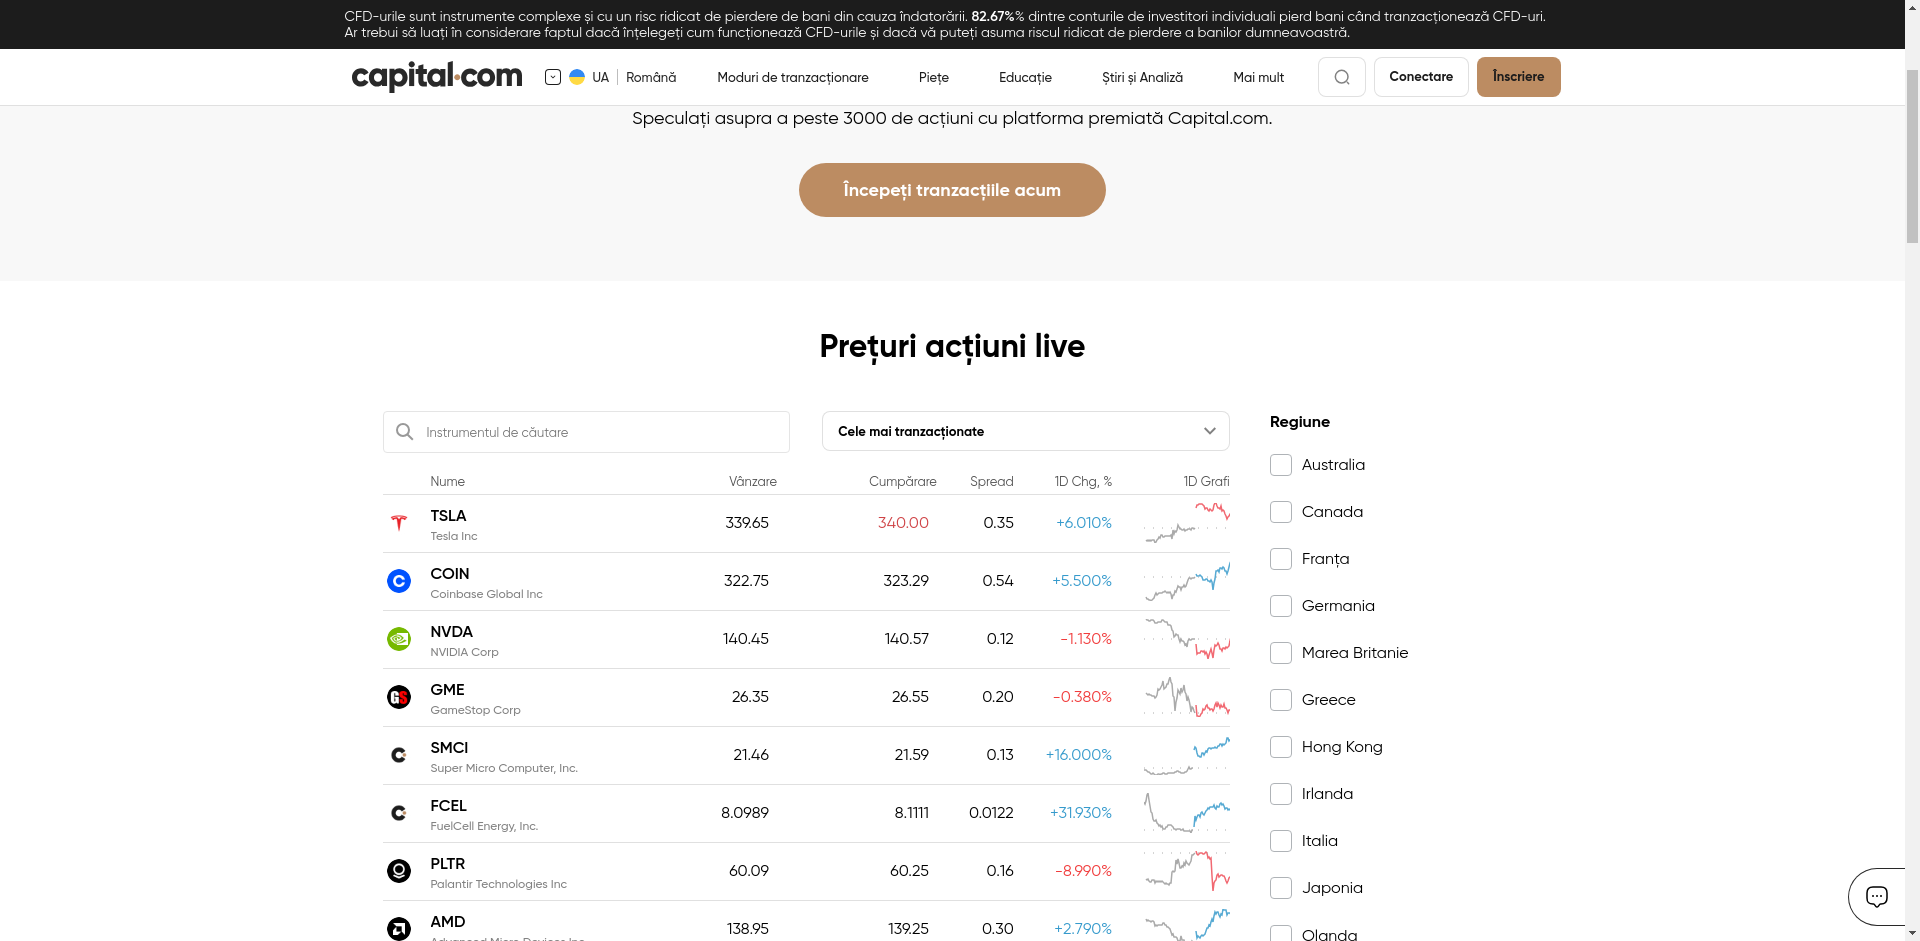 CFD-urile sunt instrumente complexe și cu un risc ridicat de pierdere de bani din cauza îndatorării. 82.67%% dintre conturile de investitori individuali pierd bani când tranzacționează CFD-uri.
Ar trebui să luați în considerare faptul dacă înțelegeți cum funcționează CFD-urile și dacă vă puteți asuma riscul ridicat de pierdere a banilor dumneavoastră.
capital.com UA Română Moduri de tranzacționare Piețe Educație Știri și Analiză Mai mult Conectare Înscriere
Speculați asupra a peste 3000 de acțiuni cu platforma premiată Capital.com.
Începeți tranzacțiile acum
Prețuri acțiuni live
Instrumentul de căutare
Cele mai tranzacționate
Nume Vânzare Cumpărare Spread 1D Chg, % 1D Grafi
TSLA 339.65 340.00 0.35 +6.010%
Tesla Inc
COIN 322.75 323.29 0.54 +5.500%
Coinbase Global Inc
NVDA 140.45 140.57 0.12 -1.130%
NVIDIA Corp
GME 26.35 26.55 0.20 -0.380%
GameStop Corp
SMCI 21.46 21.59 0.13 +16.000%
Super Micro Computer, Inc.
FCEL 8.0989 8.1111 0.0122 +31.930%
FuelCell Energy, Inc.
PLTR 60.09 60.25 0.16 -8.990%
Palantir Technologies Inc
AMD 138.95 139.25 0.30 +2.790%
Advanced Micro Devices Inc
Regiune
Australia
Canada
Franța
Germania
Marea Britanie
Greece
Hong Kong
Irlanda
Italia
Japonia
Olanda